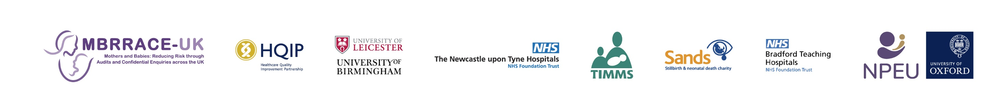 MBRRACE-UK
Mothers and Babies: Reducing Risk through
Audits and Confidential Enquiries across the UK
HQIP
Healthcare Quality
Improvement Partnership
UNIVERSITY OF
LEICESTER
UNIVERSITY OF
BIRMINGHAM
NHS
The Newcastle upon Tyne Hospitals
NHS Foundation Trust
TIMMS
Sands
Stillbirth & neonatal death charity
NHS
Bradford Teaching
Hospitals
NHS Foundation Trust
NPEU
UNIVERSITY OF
OXFORD